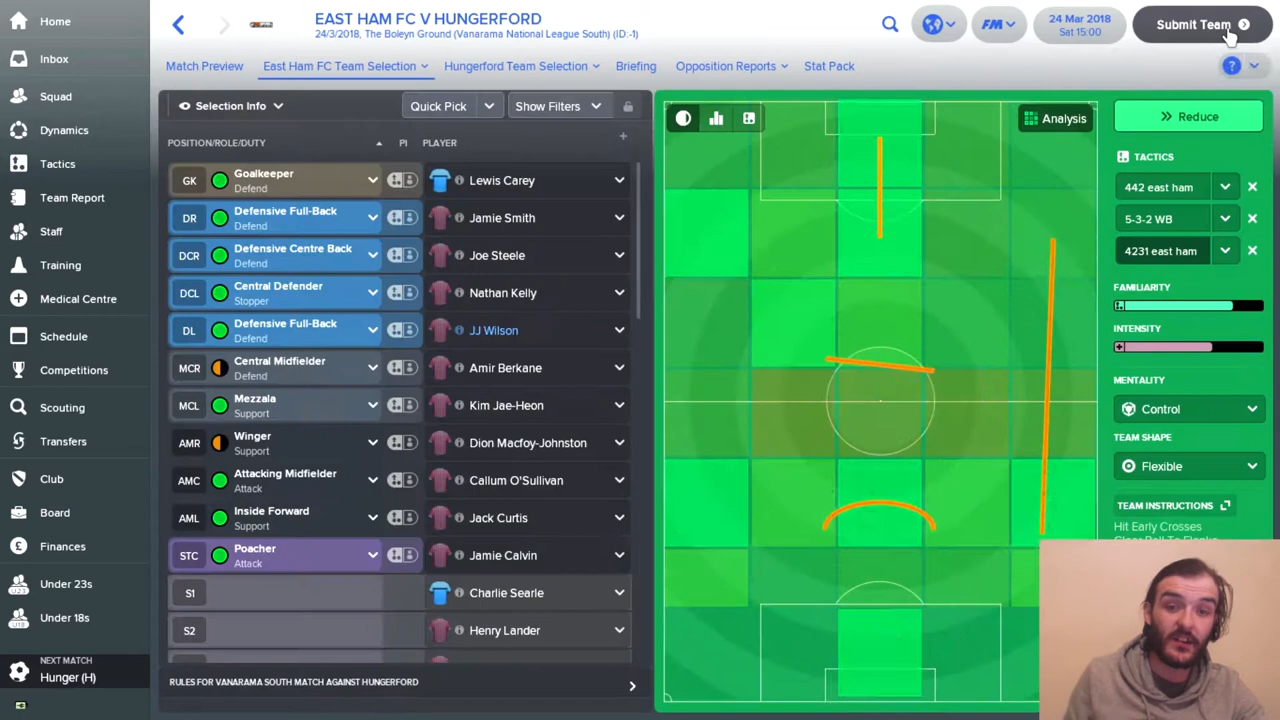 Home
Inbox
Squad
Dynamics
Tactics
Team Report
Staff
Training
Medical Centre
Schedule
Competitions
Scouting
Transfers
Club
Board
Finances
Under 23s
Under 18s
NEXT MATCH
Hunger (H)
EAST HAM FC V HUNGERFORD
24/3/2018, The Boleyn Ground (Vanarama National League South) (ID:-1)
FM
24 Mar 2018
Sat 15:00
Submit Team
Match Preview
East Ham FC Team Selection
Hungerford Team Selection
Briefing
Opposition Reports
Stat Pack
?
Selection Info
Quick Pick
Show Filters
POSITION/ROLE/DUTY PI PLAYER
GK Goalkeeper Defend Lewis Carey
DR Defensive Full-Back Defend Jamie Smith
DCR Defensive Centre Back Defend Joe Steele
DCL Central Defender Stopper Nathan Kelly
DL Defensive Full-Back Defend JJ Wilson
MCR Central Midfielder Defend Amir Berkane
MCL Mezzala Support Kim Jae-Heon
AMR Winger Support Dion Macfoy-Johnston
AMC Attacking Midfielder Attack Callum O'Sullivan
AML Inside Forward Support Jack Curtis
STC Poacher Attack Jamie Calvin
S1 Charlie Searle
S2 Henry Lander
RULES FOR VANARAMA SOUTH MATCH AGAINST HUNGERFORD
Analysis
Reduce
TACTICS
442 east ham
5-3-2 WB
4231 east ham
FAMILIARITY
INTENSITY
MENTALITY
Control
TEAM SHAPE
Flexible
TEAM INSTRUCTIONS
Hit Early Crosses